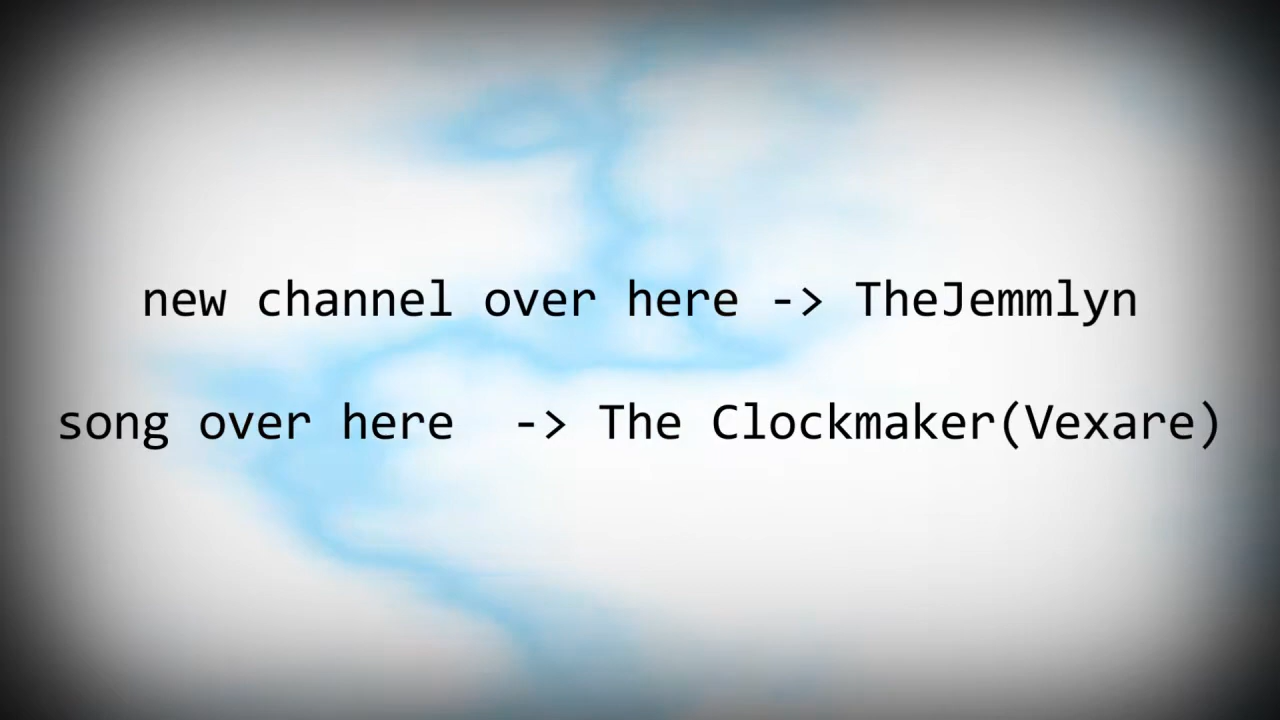 new channel over here -> TheJemmlyn
song over here  -> The Clockmaker(Vexare)